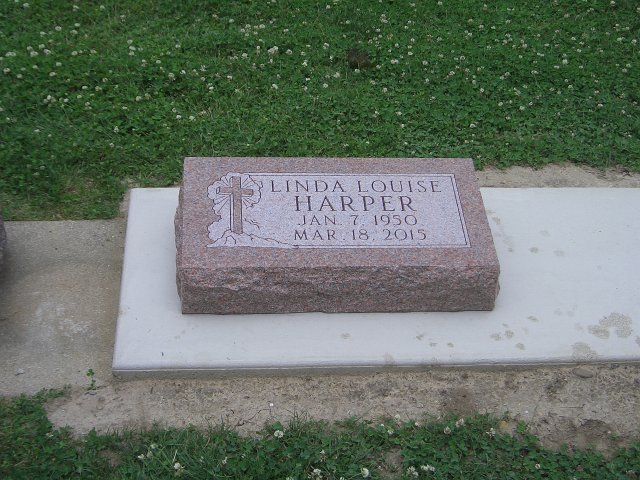 LINDA LOUISE
HARPER
JAN. 7, 1950
MAR. 18, 2015